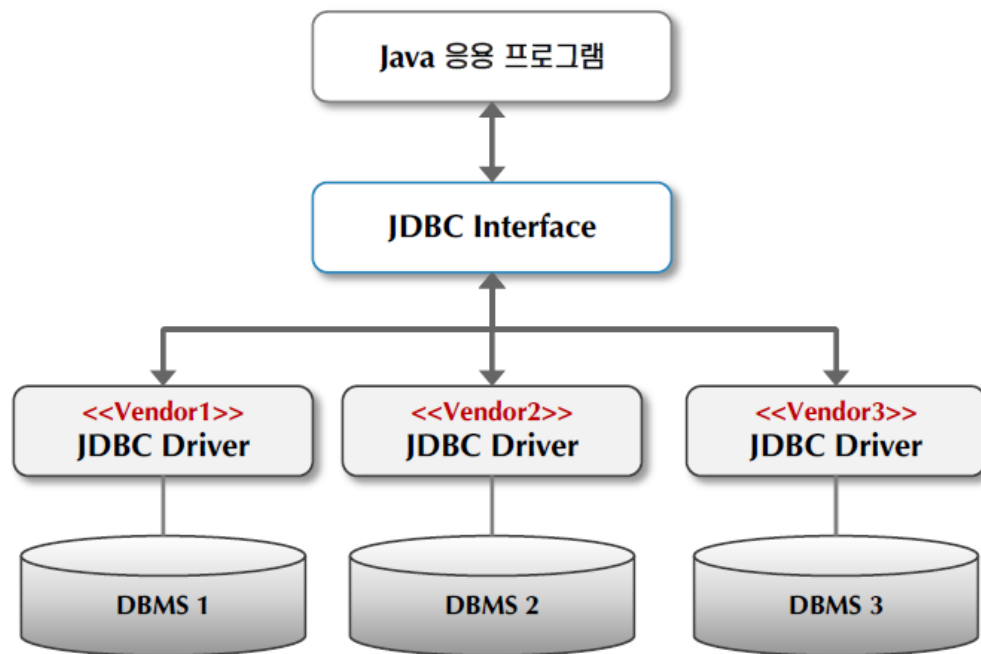 Java 응용 프로그램
JDBC Interface
<<Vendor1>>
JDBC Driver
<<Vendor2>>
JDBC Driver
<<Vendor3>>
JDBC Driver
DBMS 1
DBMS 2
DBMS 3